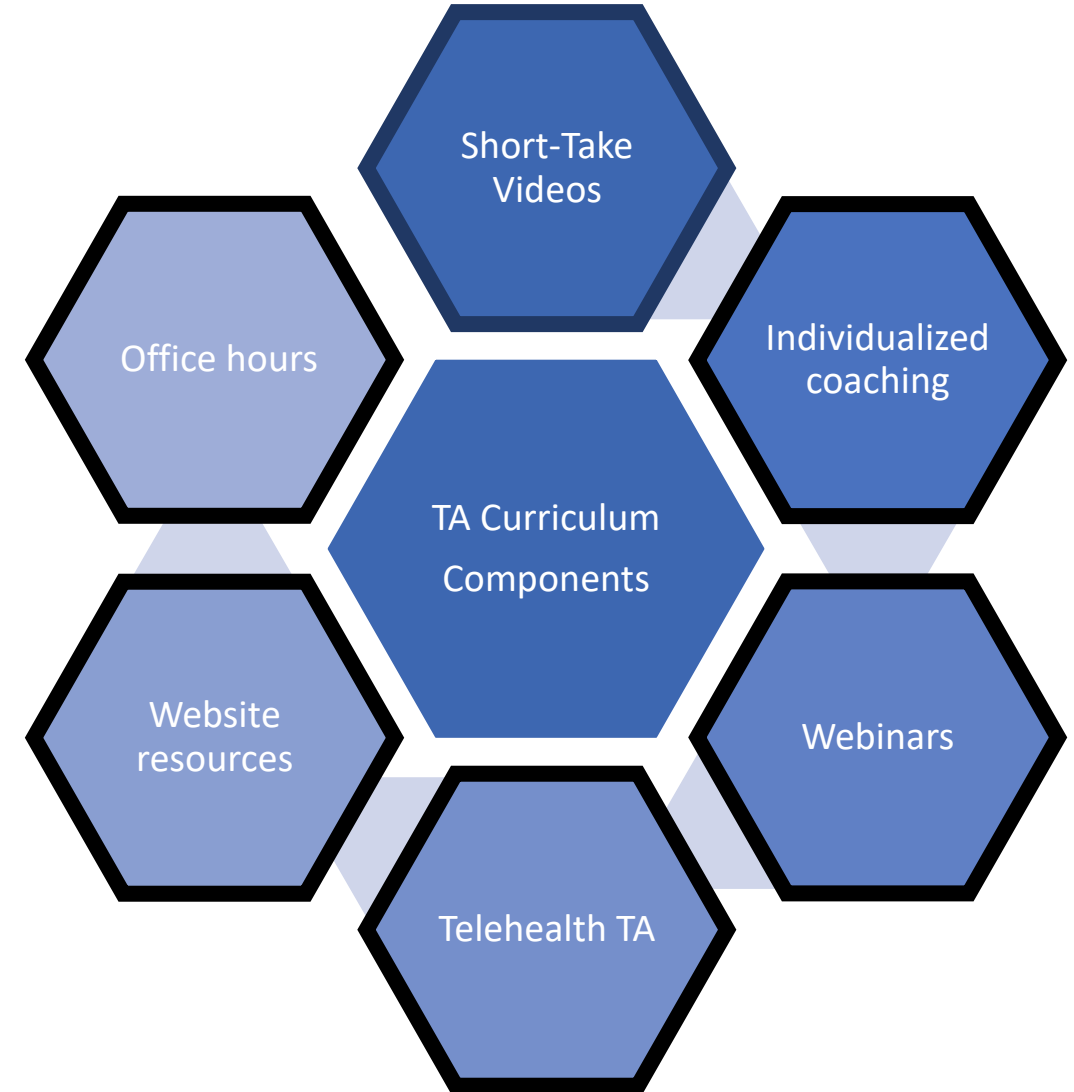 Short-Take
Videos
Individualized
coaching
Webinars
Telehealth TA
Website
resources
Office hours
TA Curriculum
Components